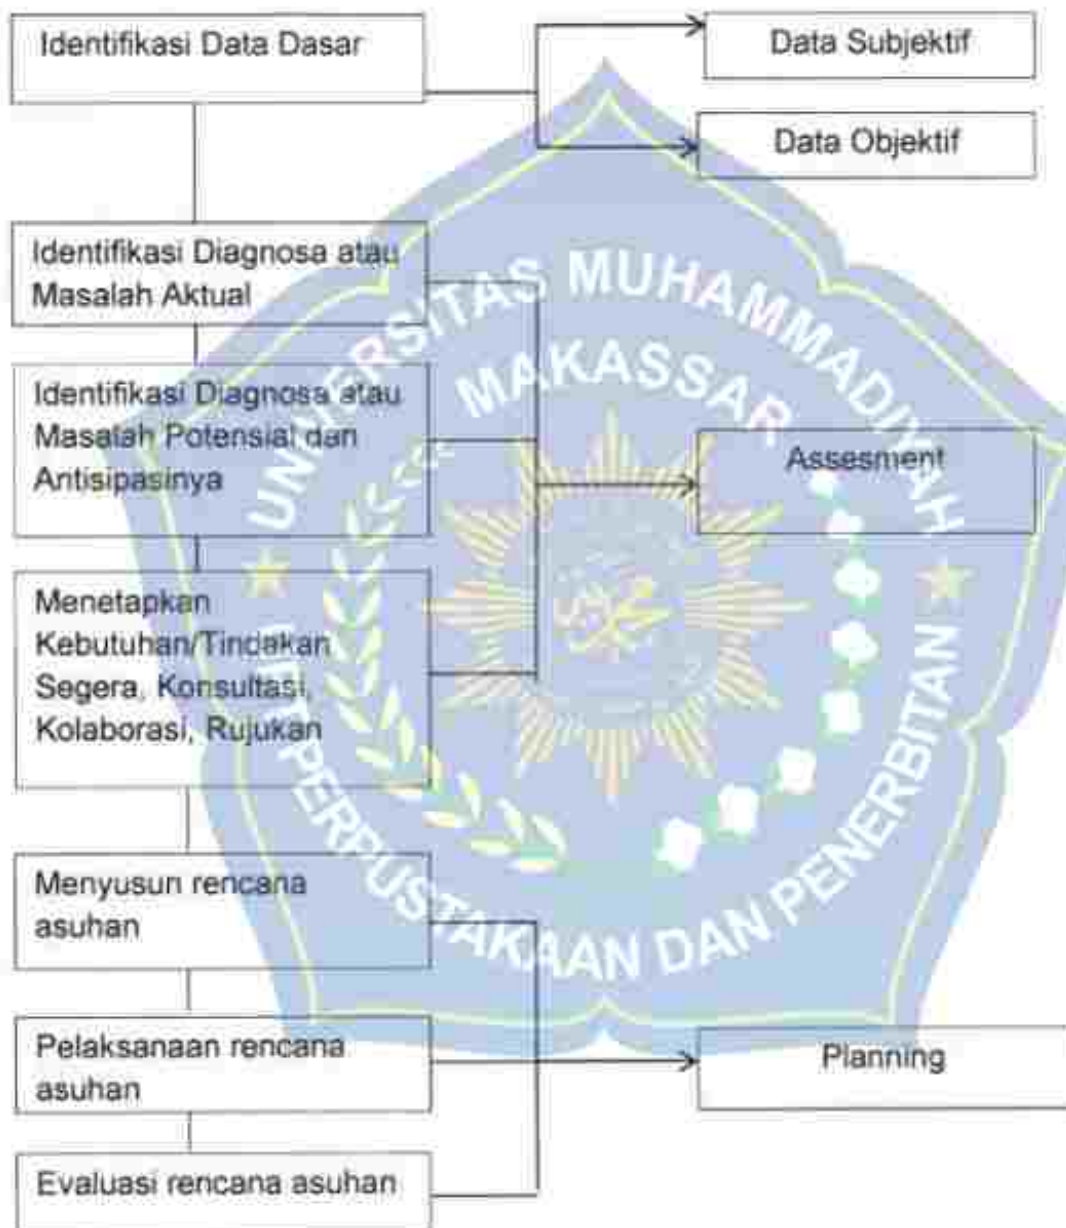 Identifikasi Data Dasar
Data Subjektif
Data Objektif
Identifikasi Diagnosa atau
Masalah Aktual
Identifikasi Diagnosa atau
Masalah Potensial dan
Antisipasinya
Assesment
Menetapkan
Kebutuhan/Tindakan
Segera, Konsultasi,
Kolaborasi, Rujukan
Menyusun rencana
asuhan
Pelaksanaan rencana
asuhan
Planning
Evaluasi rencana asuhan
UNIVERSITAS MUHAMMADIYAH
MAKASSAR
UPT PERPUSTAKAAN DAN PENERBITAN